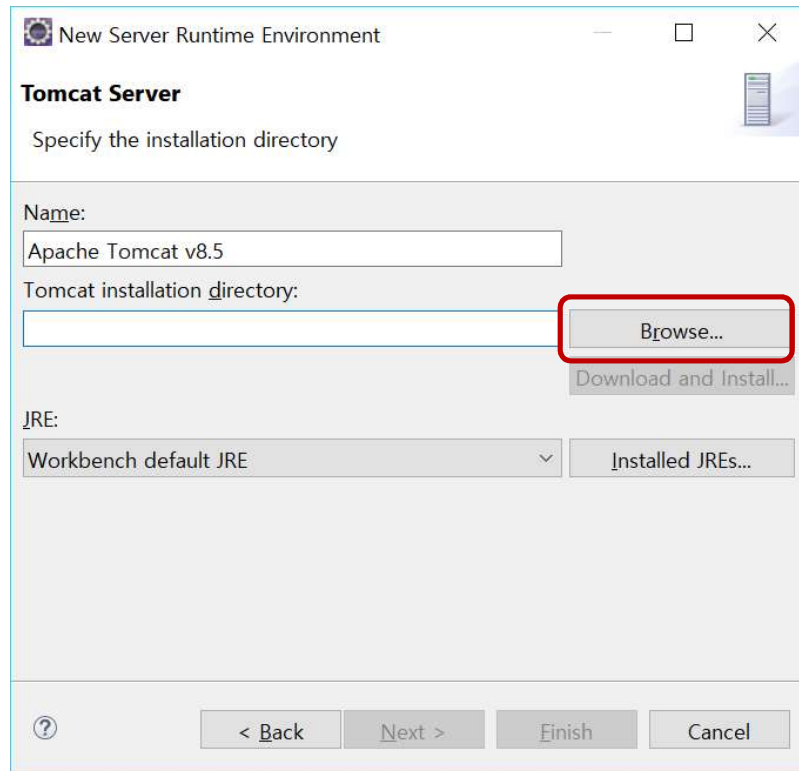 New Server Runtime Environment
Tomcat Server
Specify the installation directory
Name:
Apache Tomcat v8.5
Tomcat installation directory:
Browse...
Download and Install...
JRE:
Workbench default JRE
Installed JREs...
?
< Back
Next >
Finish
Cancel